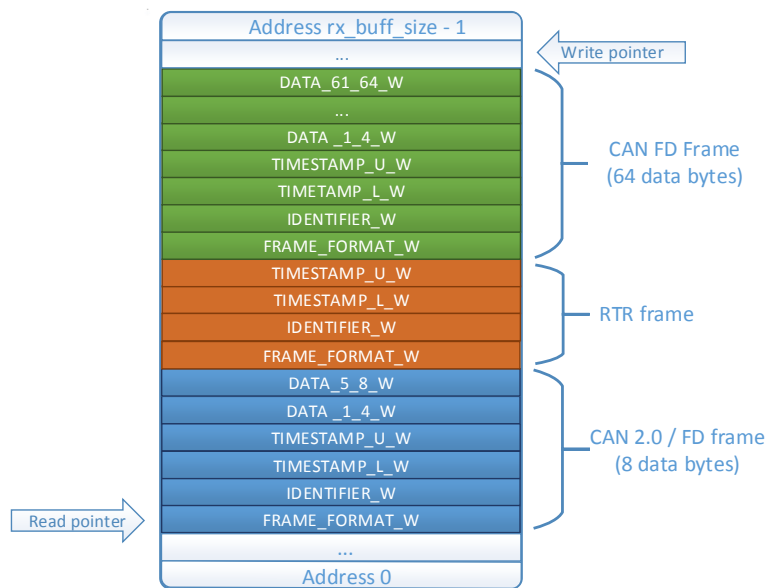 Address rx_buff_size - 1
...
Write pointer
DATA_61_64_W
...
DATA _1_4_W
TIMESTAMP_U_W
TIMETAMP_L_W
IDENTIFIER_W
FRAME_FORMAT_W
CAN FD Frame
(64 data bytes)
TIMESTAMP_U_W
TIMESTAMP_L_W
IDENTIFIER_W
FRAME_FORMAT_W
RTR frame
DATA_5_8_W
DATA _1_4_W
TIMESTAMP_U_W
TIMESTAMP_L_W
IDENTIFIER_W
FRAME_FORMAT_W
CAN 2.0 / FD frame
(8 data bytes)
Read pointer
...
Address 0